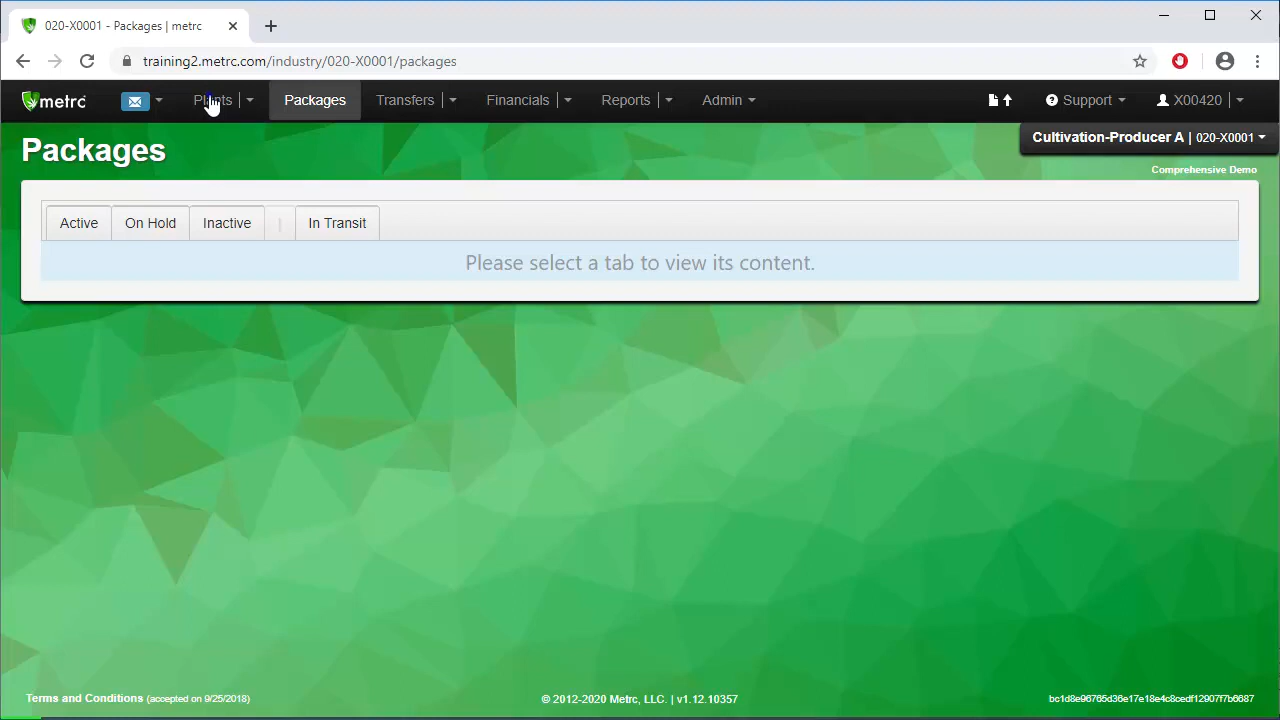 020-X0001 - Packages | metrc
training2.metrc.com/industry/020-X0001/packages
metrc Plants Packages Transfers Financials Reports Admin Support X00420
Packages
Cultivation-Producer A | 020-X0001
Comprehensive Demo
Active On Hold Inactive | In Transit
Please select a tab to view its content.
Terms and Conditions (accepted on 9/25/2018) © 2012-2020 Metrc, LLC. | v1.12.10357 bc1d8e96765d36e17e18e4c8cedf12907f7b6687